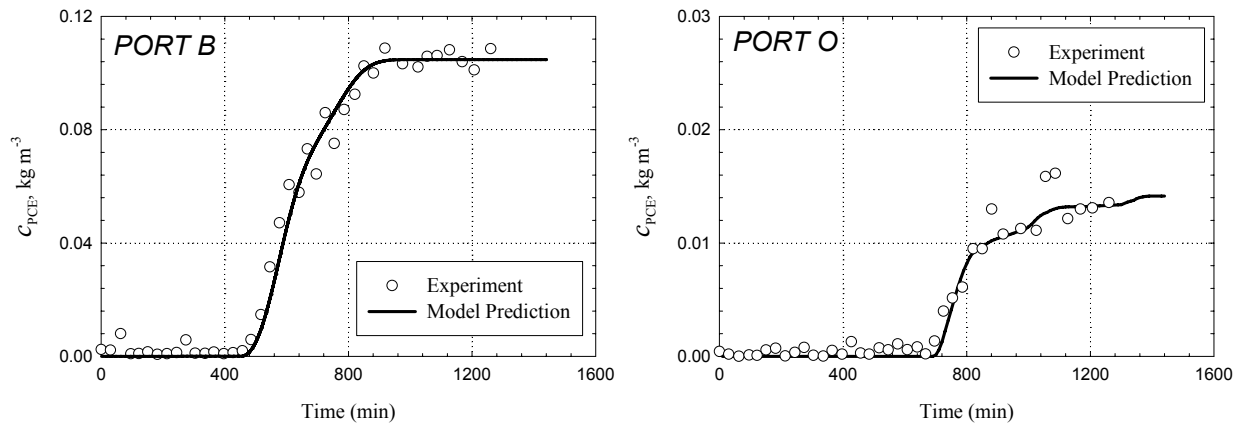 PORT B
0.12
0.08
0.04
0.00
c_PCE, kg m⁻³
0 400 800 1200 1600
Time (min)
Experiment
Model Prediction
PORT O
0.03
0.02
0.01
0.00
c_PCE, kg m⁻³
0 400 800 1200 1600
Time (min)
Experiment
Model Prediction